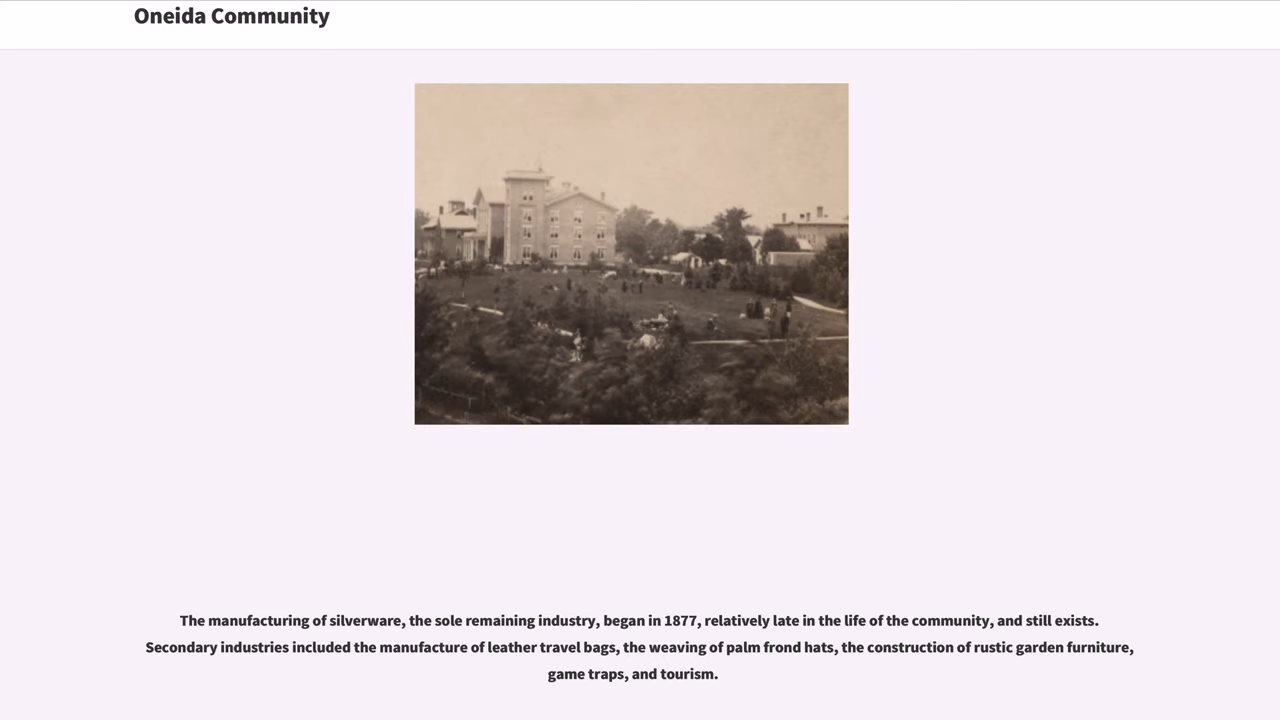 Oneida Community
The manufacturing of silverware, the sole remaining industry, began in 1877, relatively late in the life of the community, and still exists.
Secondary industries included the manufacture of leather travel bags, the weaving of palm frond hats, the construction of rustic garden furniture,
game traps, and tourism.